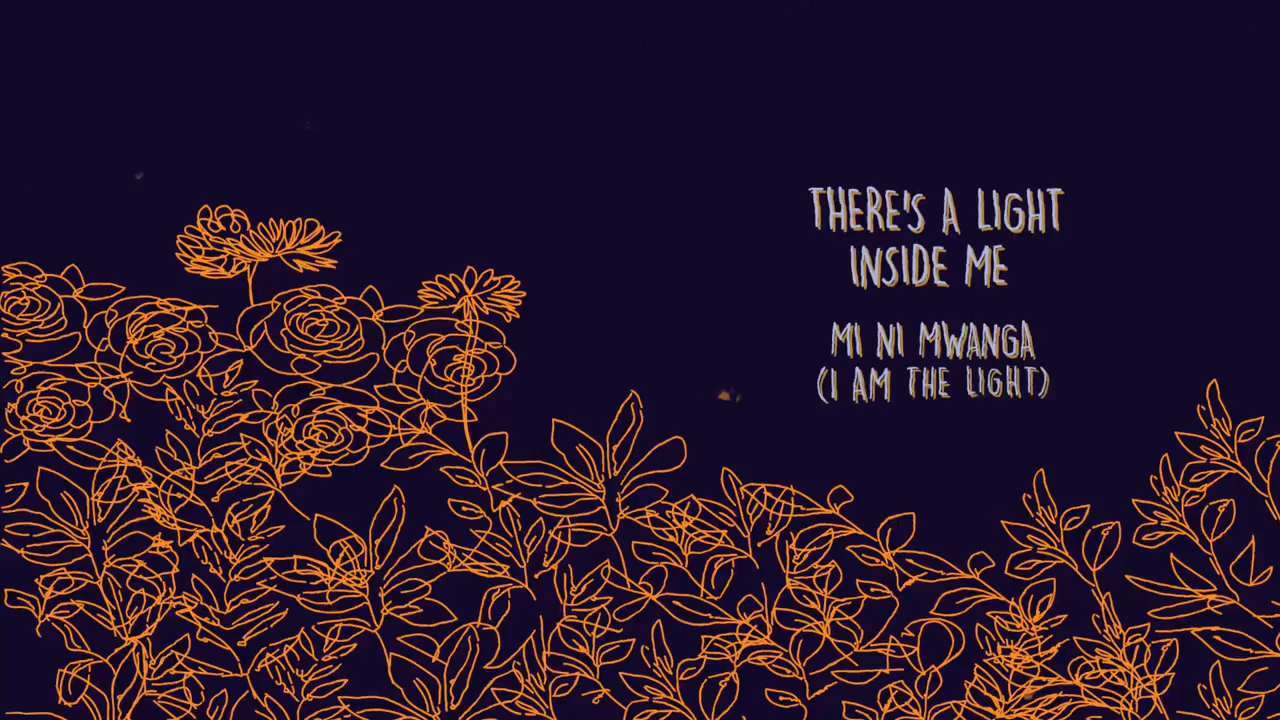 THERE'S A LIGHT
INSIDE ME
MI NI MWANGA
(I AM THE LIGHT)